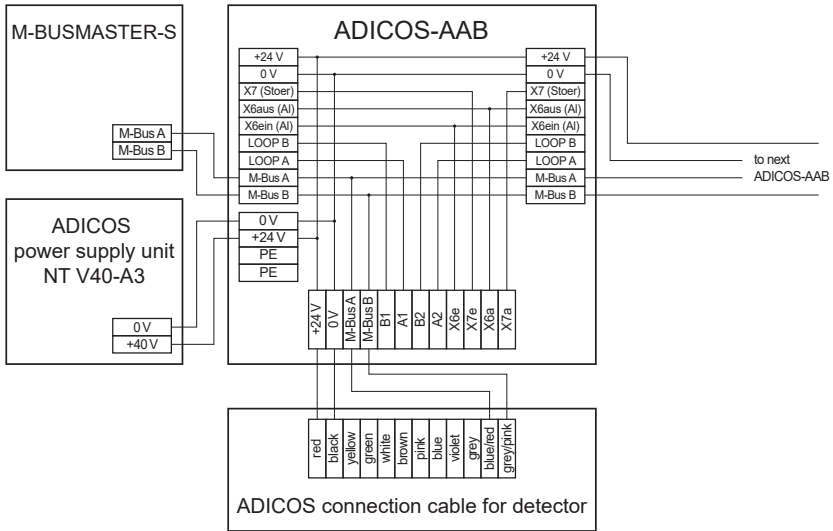 M-BUSMASTER-S
M-Bus A
M-Bus B
ADICOS
power supply unit
NT V40-A3
0 V
+40 V
ADICOS-AAB
+24 V
0 V
X7 (Stoer)
X6aus (Al)
X6ein (Al)
LOOP B
LOOP A
M-Bus A
M-Bus B
0 V
+24 V
PE
PE
+24 V
0 V
X7 (Stoer)
X6aus (Al)
X6ein (Al)
LOOP B
LOOP A
M-Bus A
M-Bus B
to next
ADICOS-AAB
+24 V
0 V
M-Bus A
M-Bus B
B1
A1
B2
A2
X6e
X7e
X6a
X7a
red
black
yellow
green
white
brown
pink
blue
violet
grey
blue/red
grey/pink
ADICOS connection cable for detector